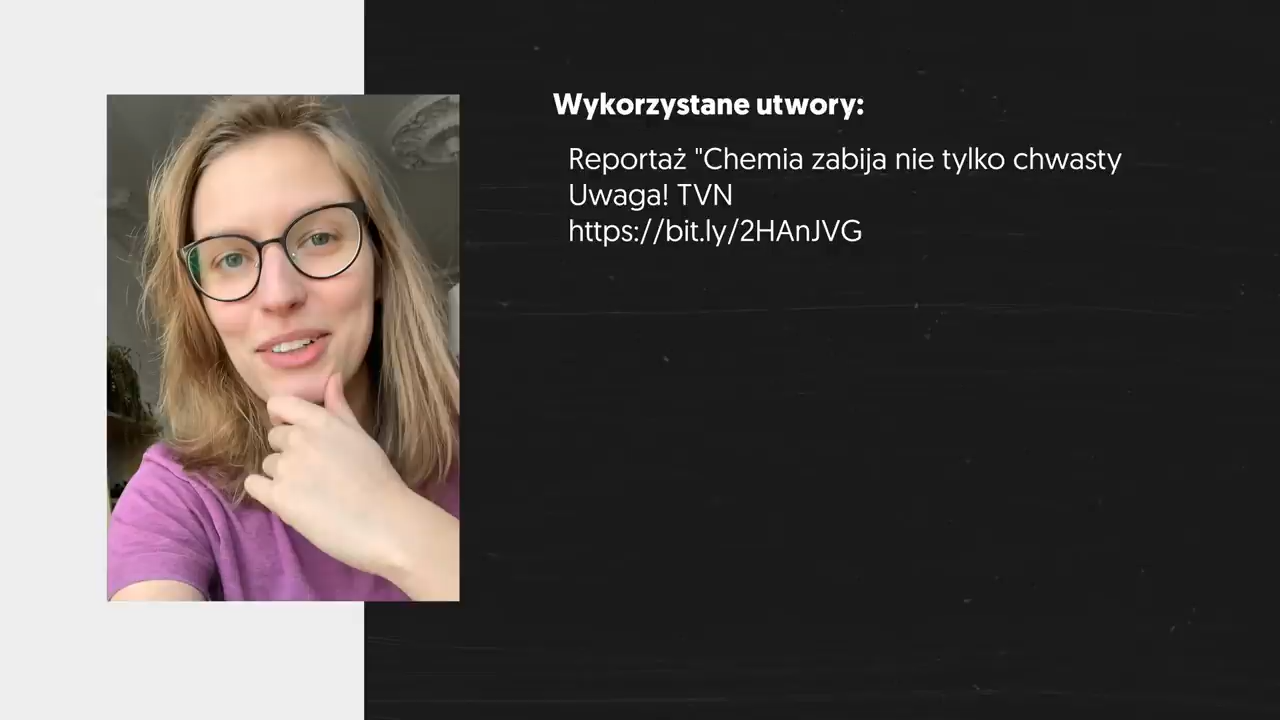 Wykorzystane utwory:
Reportaż "Chemia zabija nie tylko chwasty
Uwaga! TVN
https://bit.ly/2HAnJVG